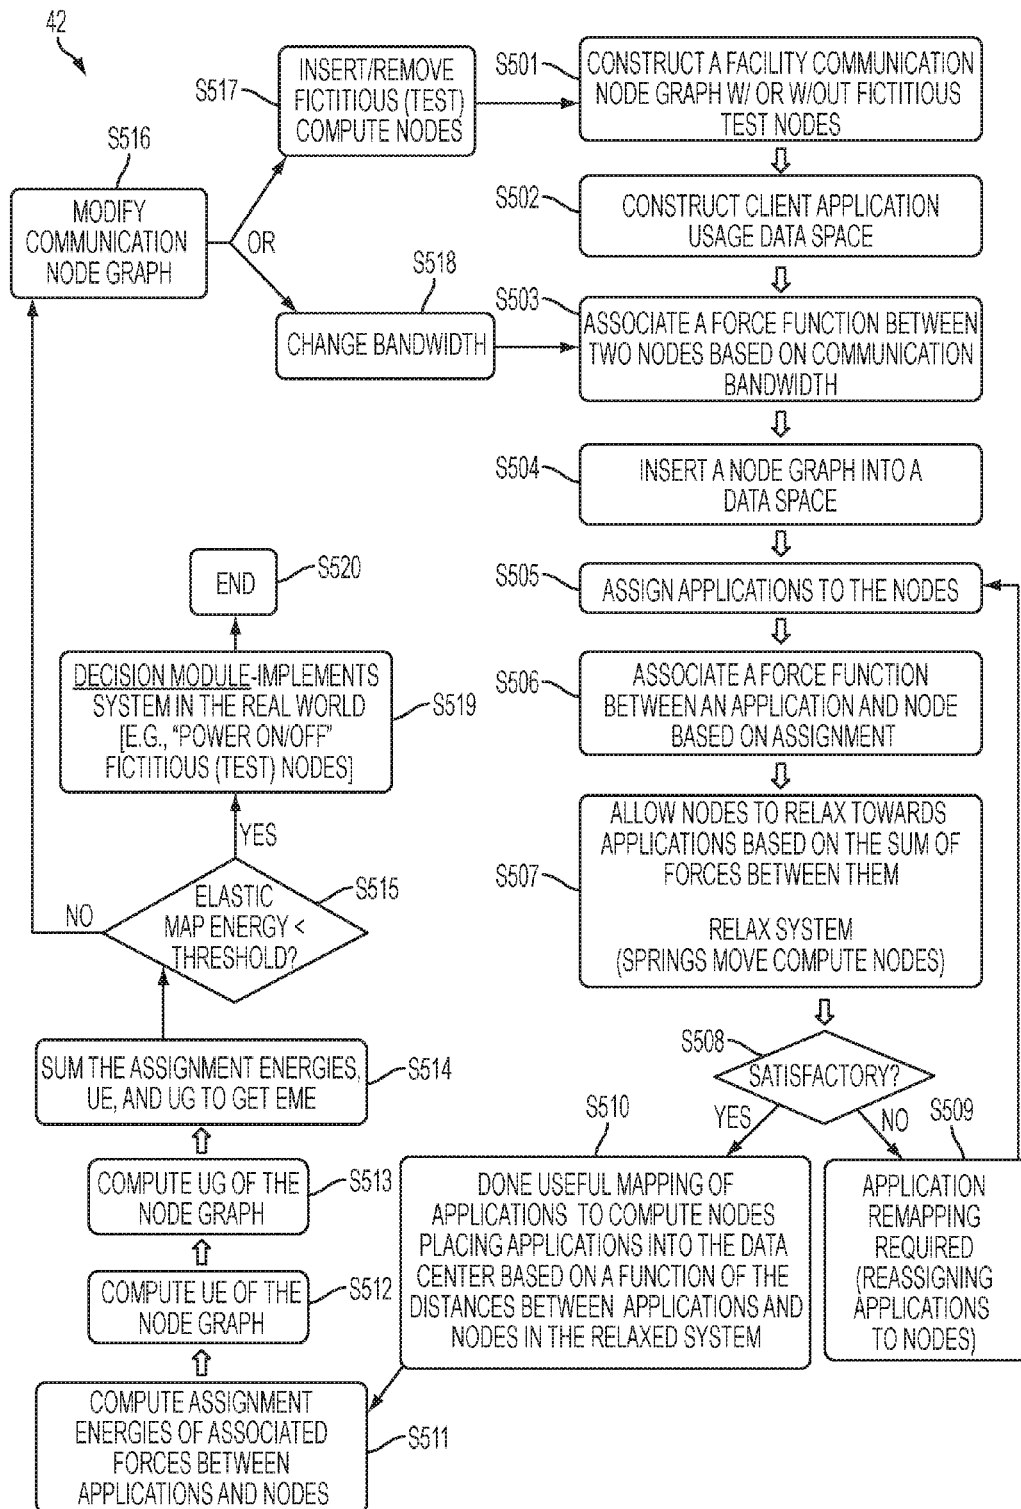 42
S501
CONSTRUCT A FACILITY COMMUNICATION
NODE GRAPH W/ OR W/OUT FICTITIOUS
TEST NODES
S502
CONSTRUCT CLIENT APPLICATION
USAGE DATA SPACE
S503
ASSOCIATE A FORCE FUNCTION BETWEEN
TWO NODES BASED ON COMMUNICATION
BANDWIDTH
S504
INSERT A NODE GRAPH INTO A
DATA SPACE
S505
ASSIGN APPLICATIONS TO THE NODES
S506
ASSOCIATE A FORCE FUNCTION
BETWEEN AN APPLICATION AND NODE
BASED ON ASSIGNMENT
S507
ALLOW NODES TO RELAX TOWARDS
APPLICATIONS BASED ON THE SUM OF
FORCES BETWEEN THEM
RELAX SYSTEM
(SPRINGS MOVE COMPUTE NODES)
S508
SATISFACTORY?
YES
NO
S509
APPLICATION
REMAPPING
REQUIRED
(REASSIGNING
APPLICATIONS
TO NODES)
S510
DONE USEFUL MAPPING OF
APPLICATIONS TO COMPUTE NODES
PLACING APPLICATIONS INTO THE DATA
CENTER BASED ON A FUNCTION OF THE
DISTANCES BETWEEN APPLICATIONS AND
NODES IN THE RELAXED SYSTEM
S511
COMPUTE ASSIGNMENT
ENERGIES OF ASSOCIATED
FORCES BETWEEN
APPLICATIONS AND NODES
S512
COMPUTE UE OF THE
NODE GRAPH
S513
COMPUTE UG OF THE
NODE GRAPH
S514
SUM THE ASSIGNMENT ENERGIES,
UE, AND UG TO GET EME
S515
ELASTIC
MAP ENERGY <
THRESHOLD?
NO
YES
S516
MODIFY
COMMUNICATION
NODE GRAPH
OR
S517
INSERT/REMOVE
FICTITIOUS (TEST)
COMPUTE NODES
S518
CHANGE BANDWIDTH
S519
DECISION MODULE-IMPLEMENTS
SYSTEM IN THE REAL WORLD
[E.G., "POWER ON/OFF"
FICTITIOUS (TEST) NODES]
S520
END